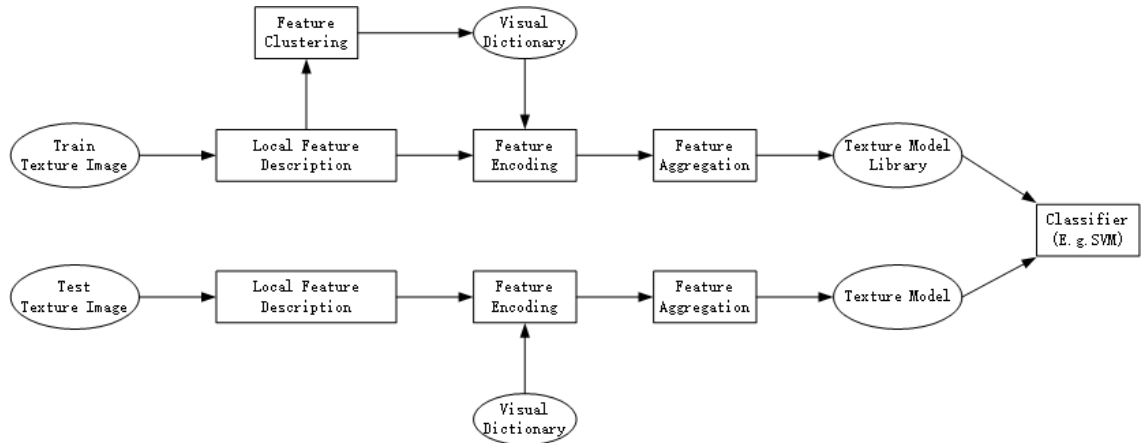 Feature
Clustering
Visual
Dictionary
Train
Texture Image
Local Feature
Description
Feature
Encoding
Feature
Aggregation
Texture Model
Library
Classifier
(E.g.SVM)
Test
Texture Image
Local Feature
Description
Feature
Encoding
Feature
Aggregation
Texture Model
Visual
Dictionary